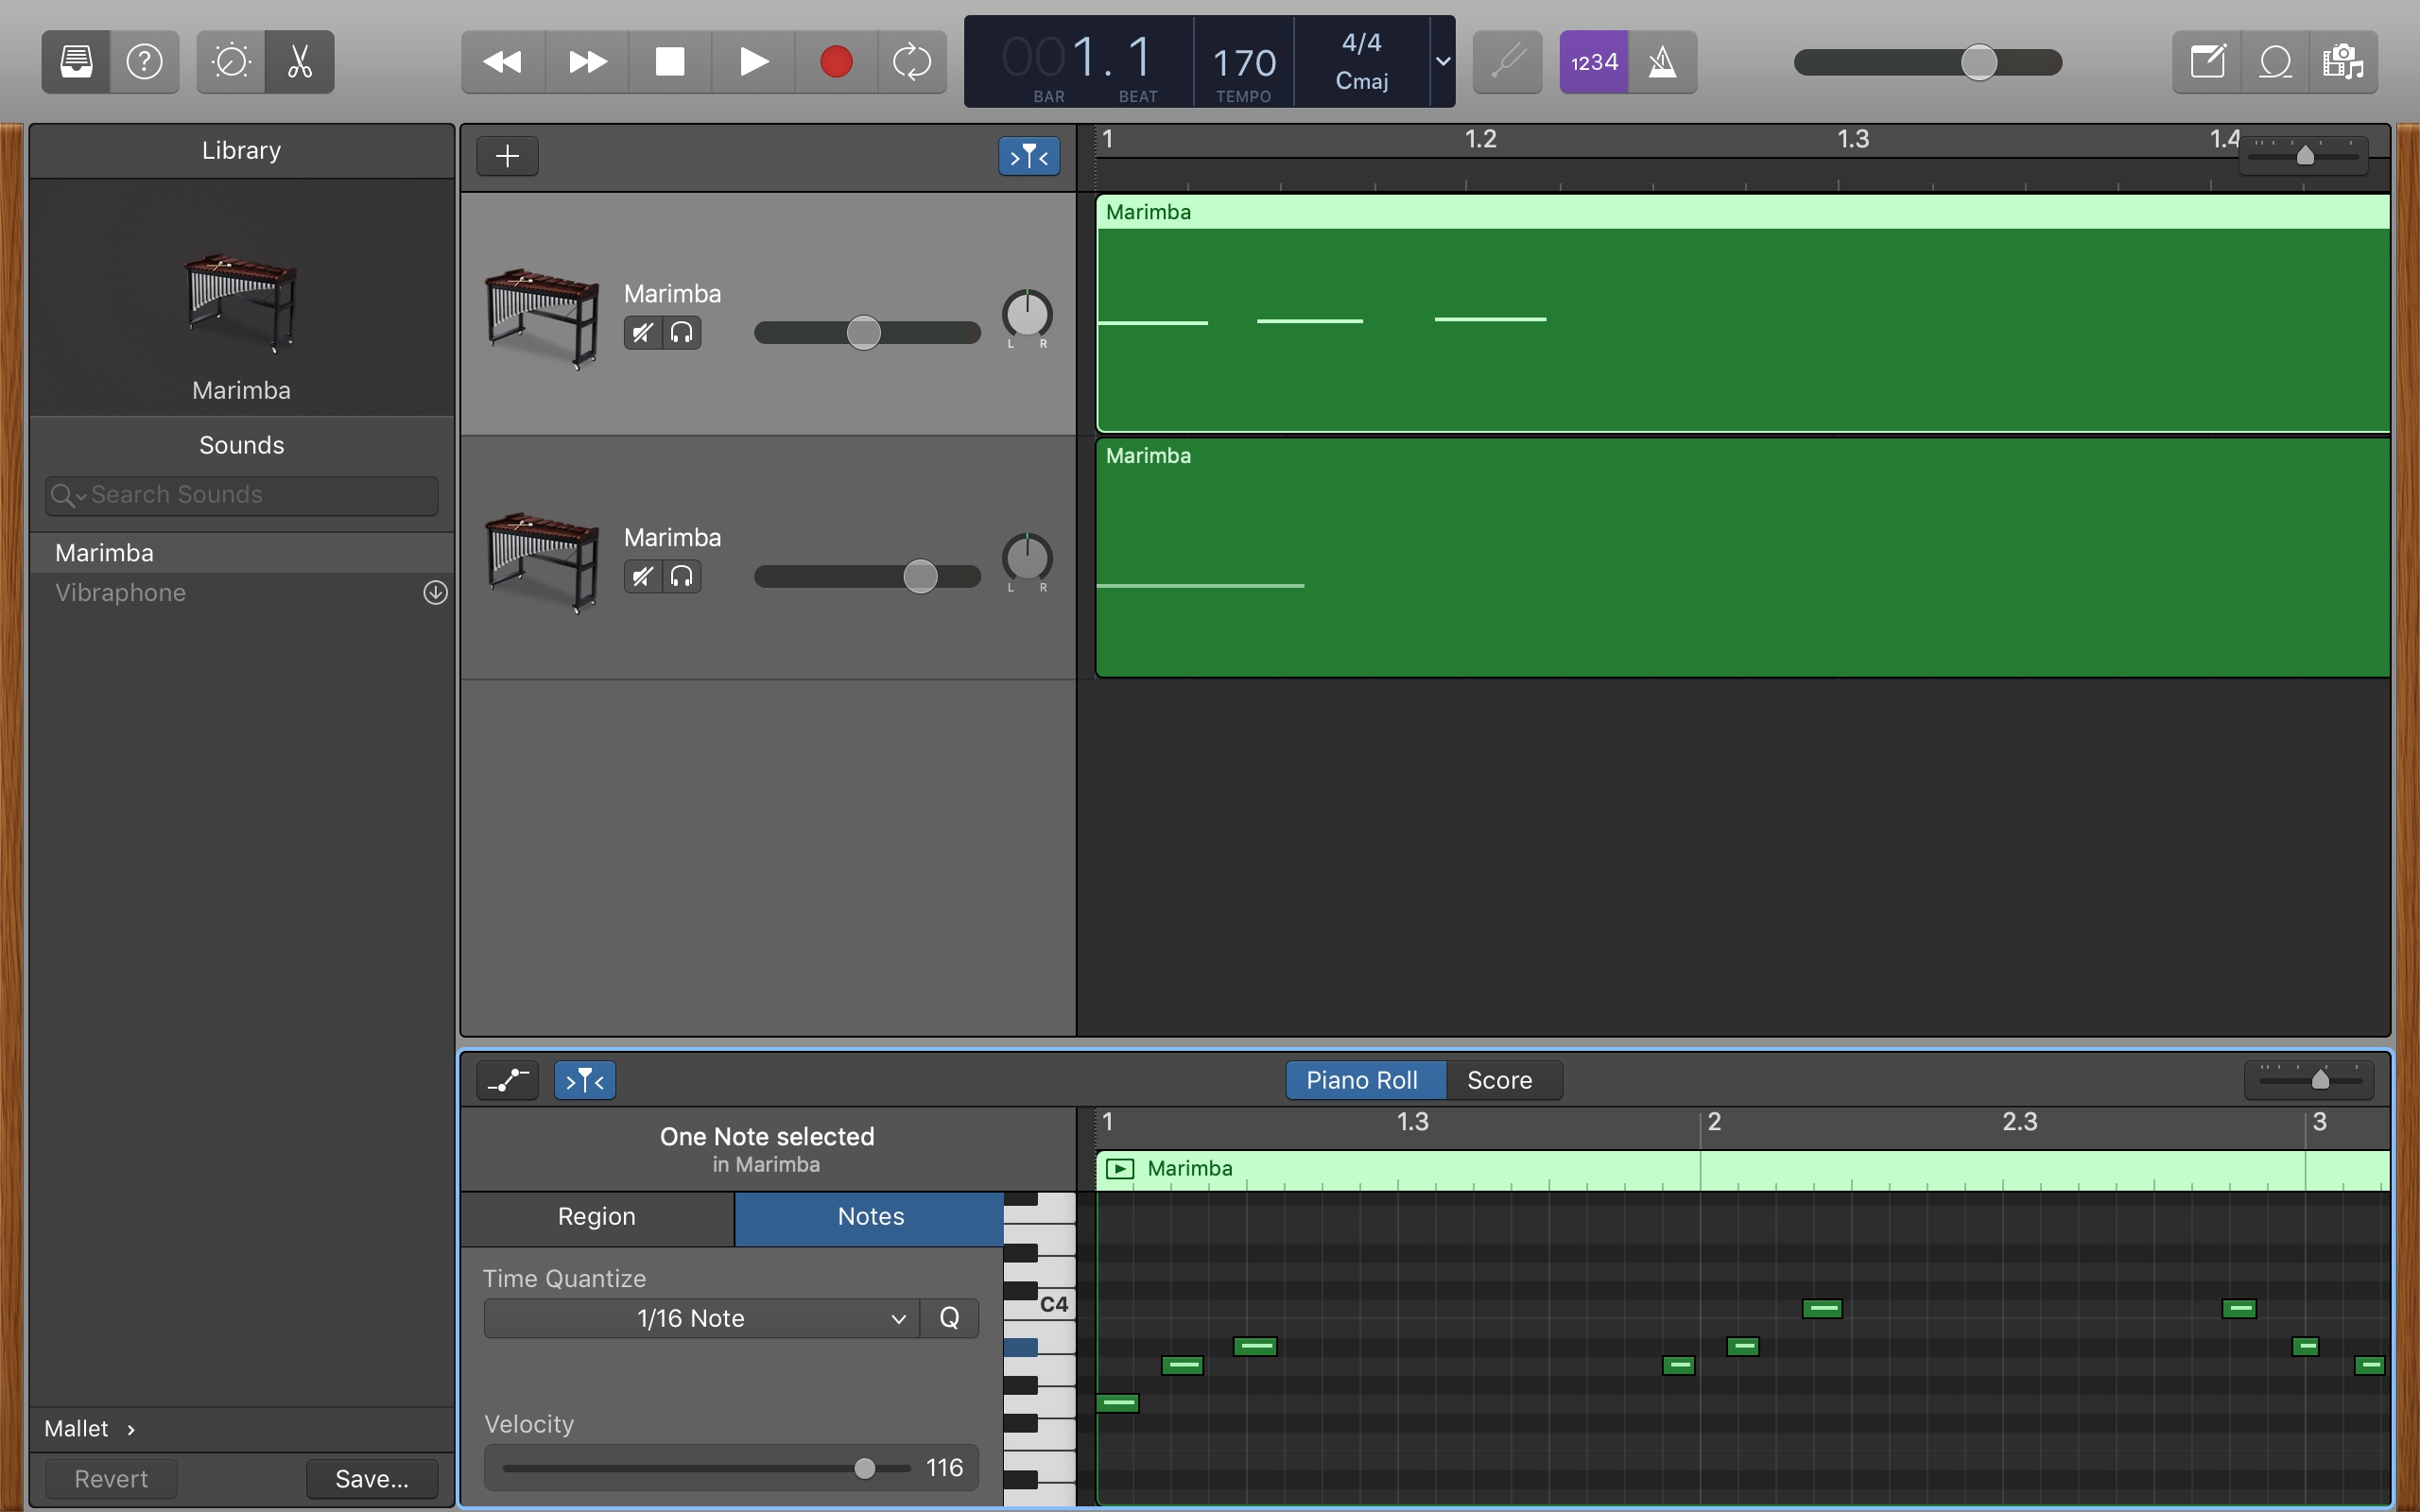 001. 1
BAR
BEAT
170
TEMPO
4/4
Cmaj
1234
Library
Marimba
Sounds
Search Sounds
Marimba
Vibraphone
Mallet
Revert
Save...
1
1.2
1.3
1.4
Marimba
L R
Marimba
Marimba
L R
Marimba
Piano Roll
Score
One Note selected
in Marimba
1
1.3
2
2.3
3
Marimba
Region
Notes
Time Quantize
1/16 Note
Q
C4
Velocity
116